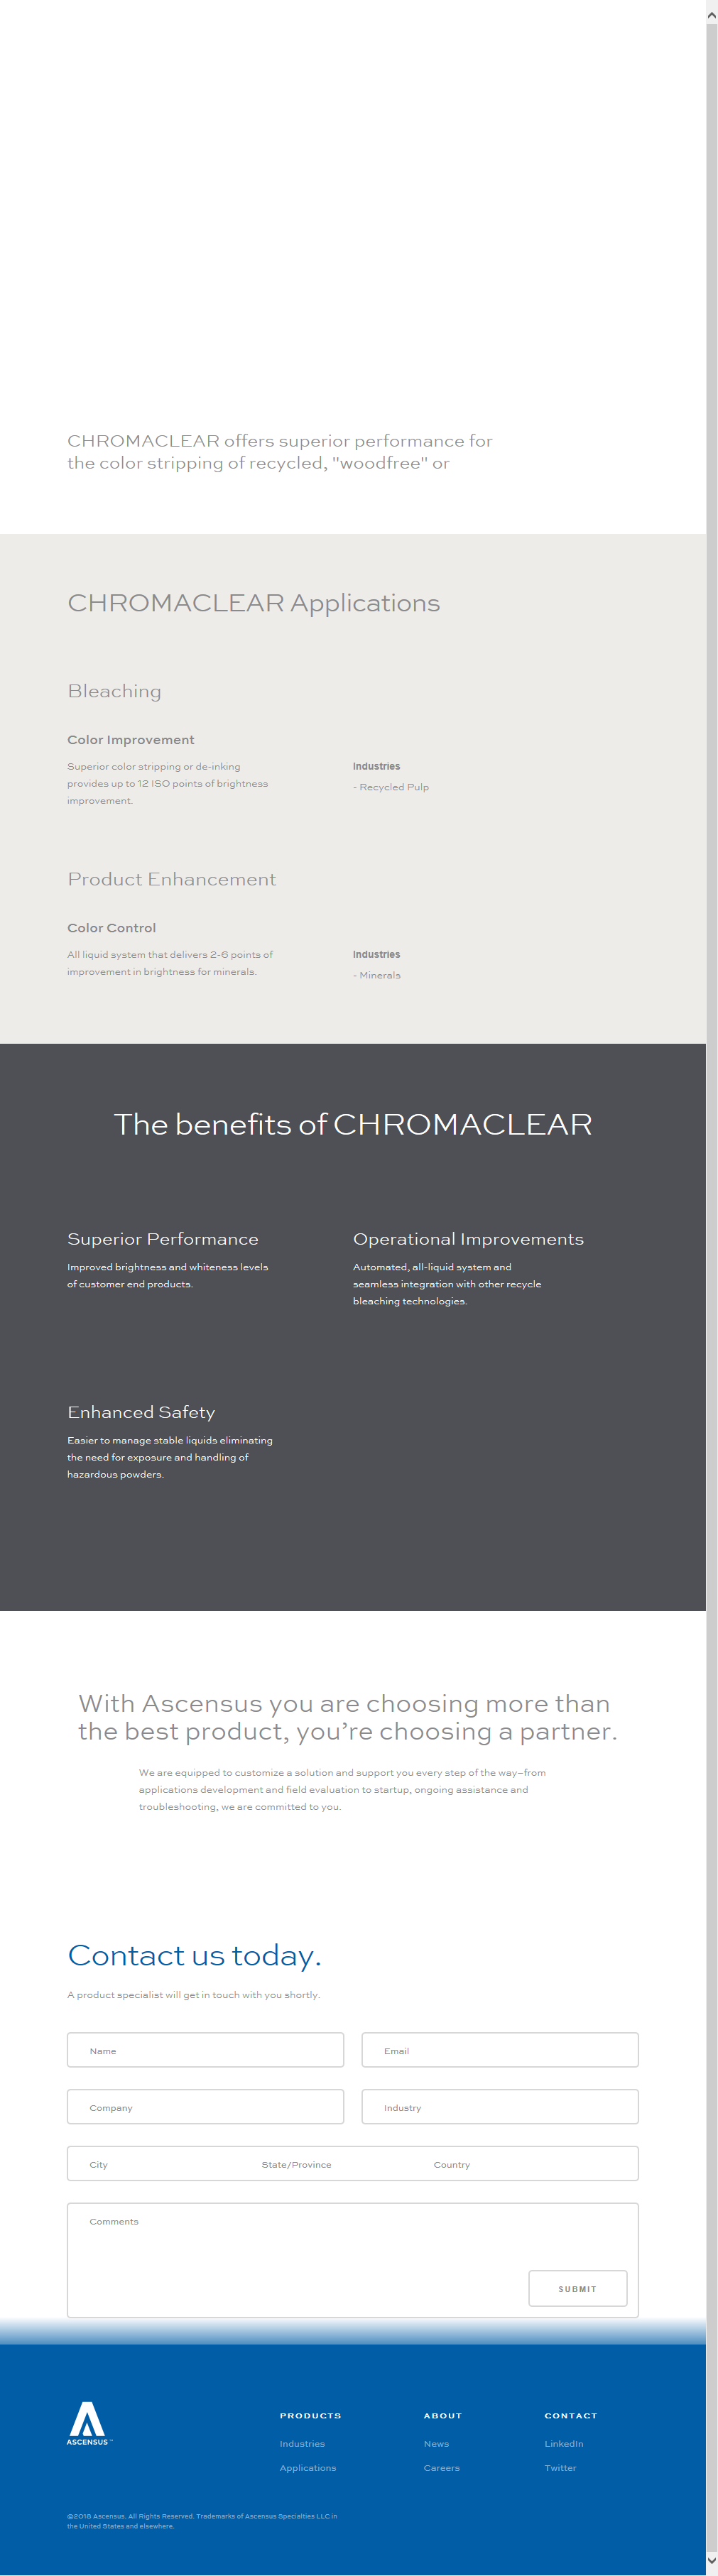 CHROMACLEAR offers superior performance for
the color stripping of recycled, "woodfree" or
CHROMACLEAR Applications
Bleaching
Color Improvement
Superior color stripping or de-inking
provides up to 12 ISO points of brightness
improvement.
Industries
- Recycled Pulp
Product Enhancement
Color Control
All liquid system that delivers 2-6 points of
improvement in brightness for minerals.
Industries
- Minerals
The benefits of CHROMACLEAR
Superior Performance
Improved brightness and whiteness levels
of customer end products.
Operational Improvements
Automated, all-liquid system and
seamless integration with other recycle
bleaching technologies.
Enhanced Safety
Easier to manage stable liquids eliminating
the need for exposure and handling of
hazardous powders.
With Ascensus you are choosing more than
the best product, you’re choosing a partner.
We are equipped to customize a solution and support you every step of the way–from
applications development and field evaluation to startup, ongoing assistance and
troubleshooting, we are committed to you.
Contact us today.
A product specialist will get in touch with you shortly.
Name
Email
Company
Industry
City State/Province Country
Comments
SUBMIT
ASCENSUS™
PRODUCTS
Industries
Applications
ABOUT
News
Careers
CONTACT
LinkedIn
Twitter
©2018 Ascensus. All Rights Reserved. Trademarks of Ascensus Specialties LLC in
the United States and elsewhere.